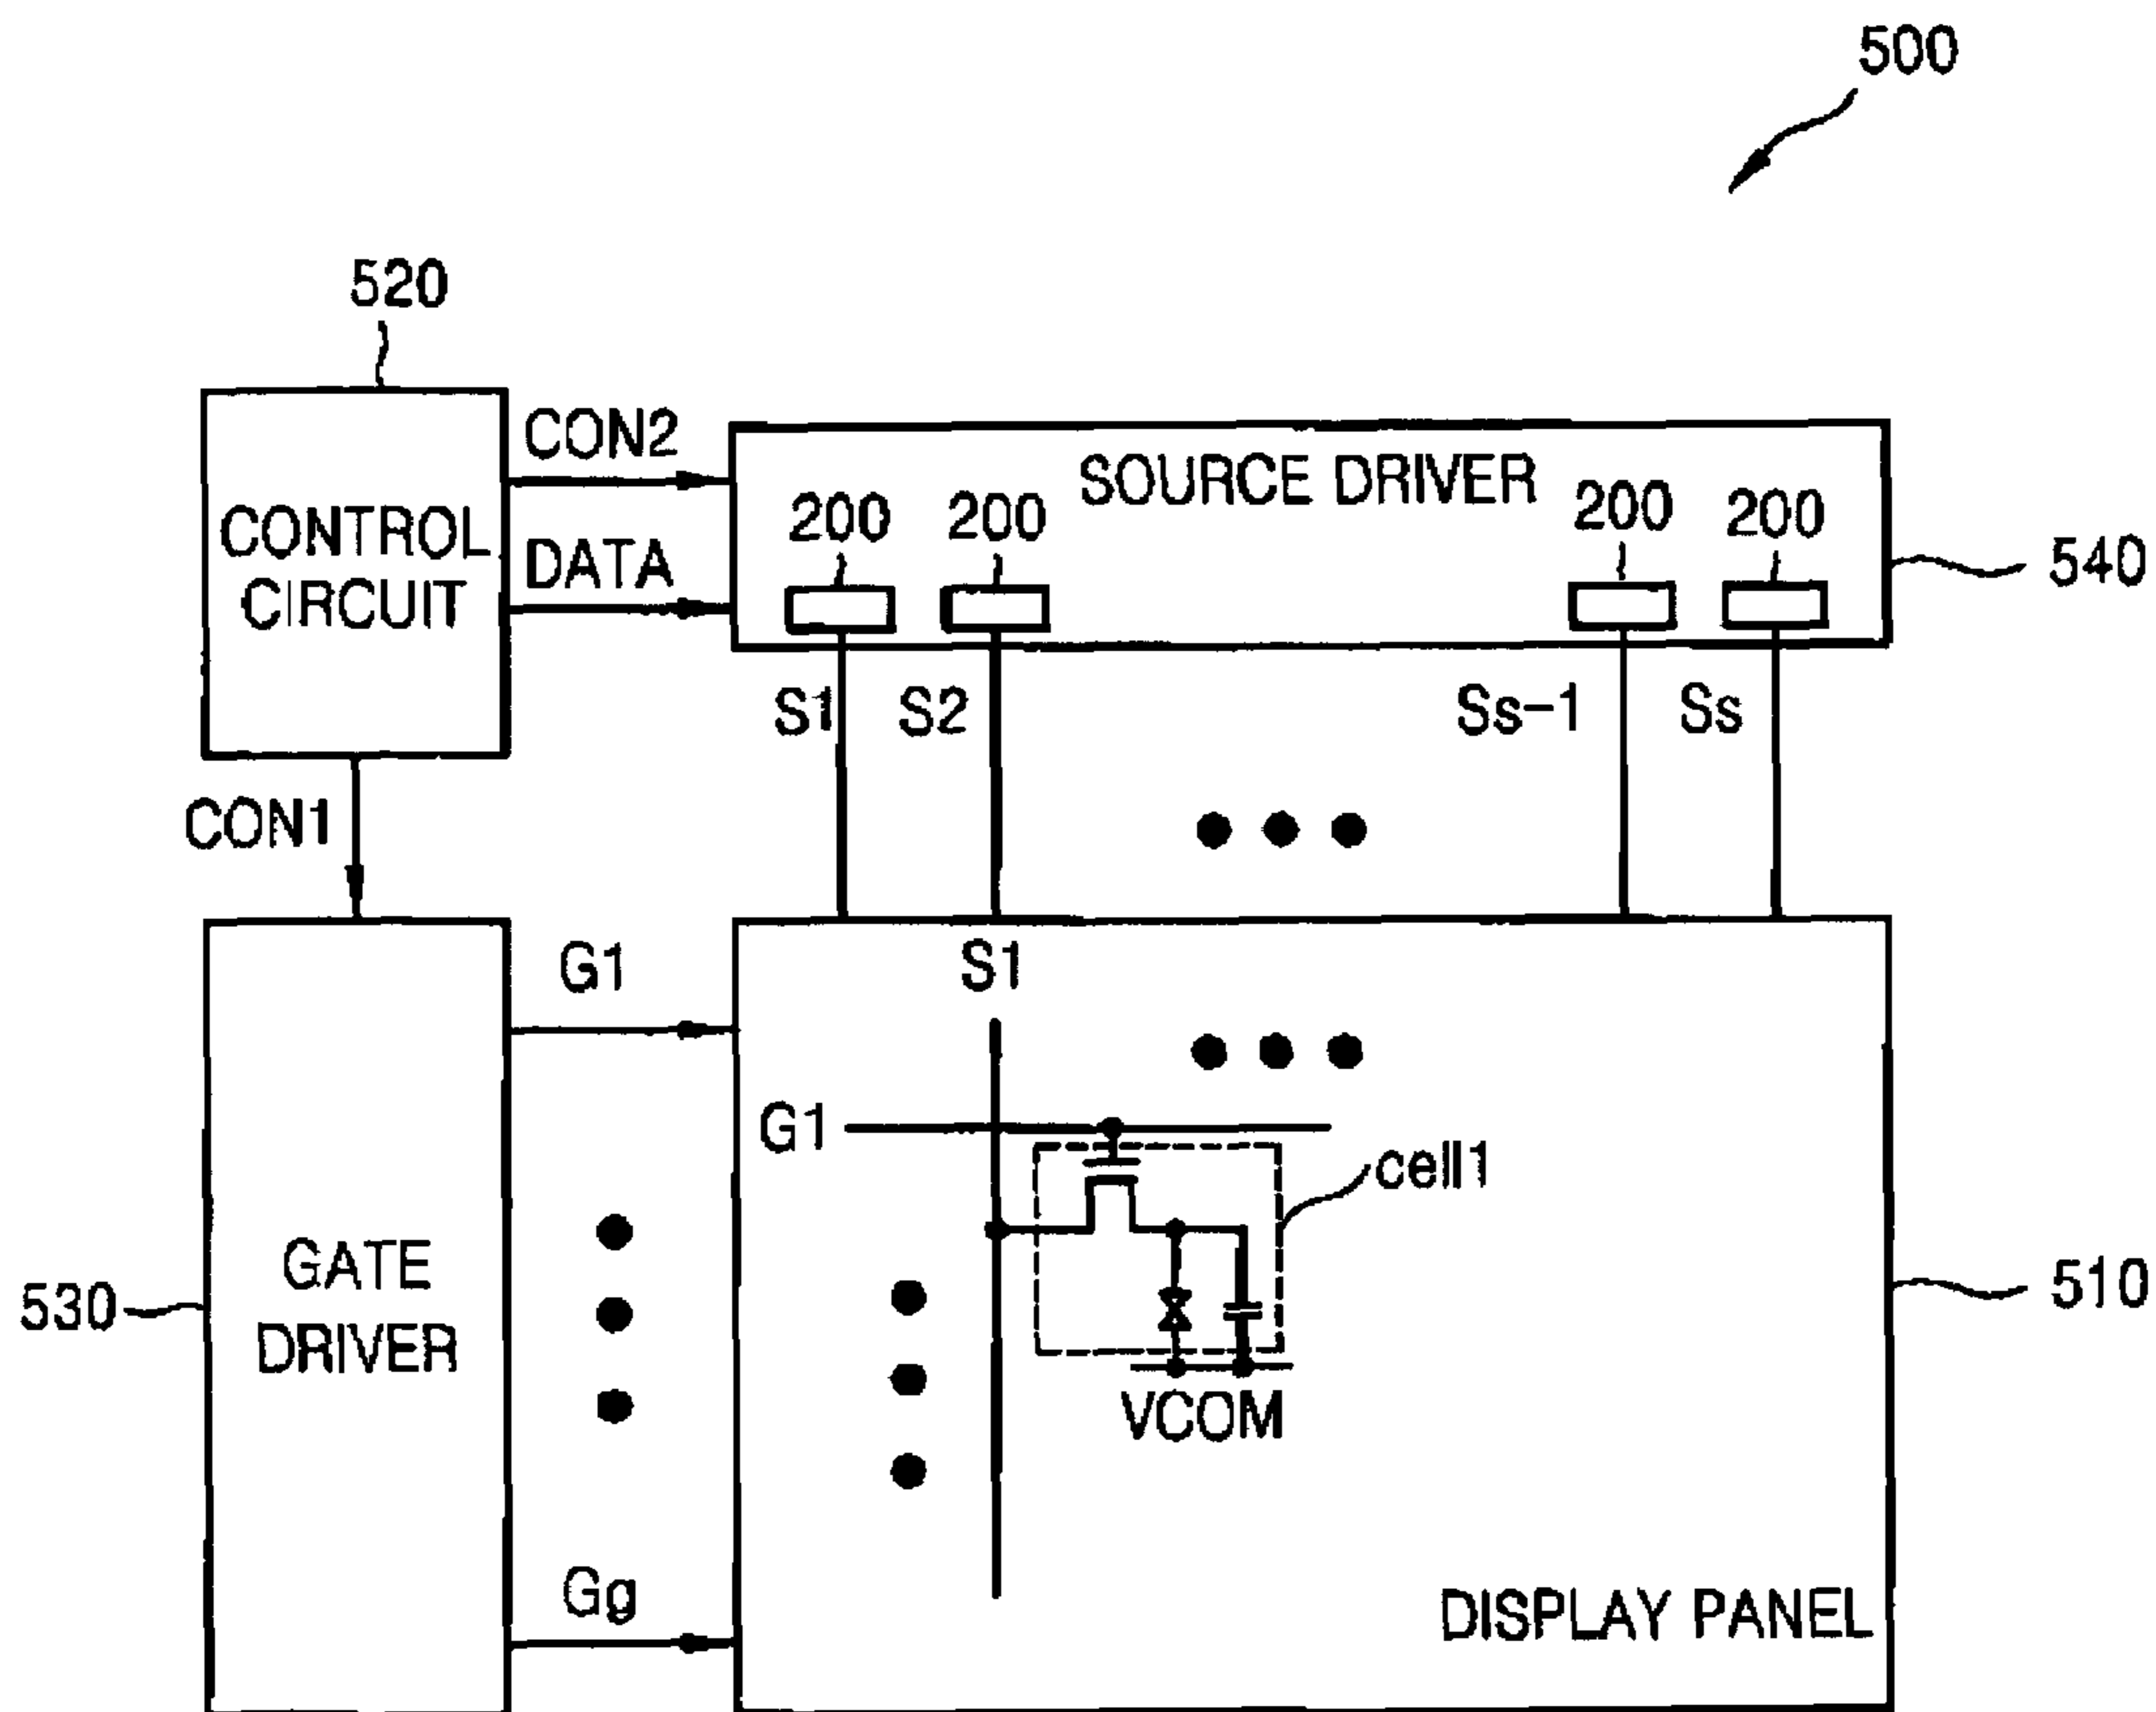 500
520
CON2
SOURCE DRIVER
200
200
200
200
CONTROL
CIRCUIT
DATA
540
S1
S2
Ss-1
Ss
CON1
G1
S1
G1
cell1
GATE
DRIVER
530
510
VCOM
Gg
DISPLAY PANEL